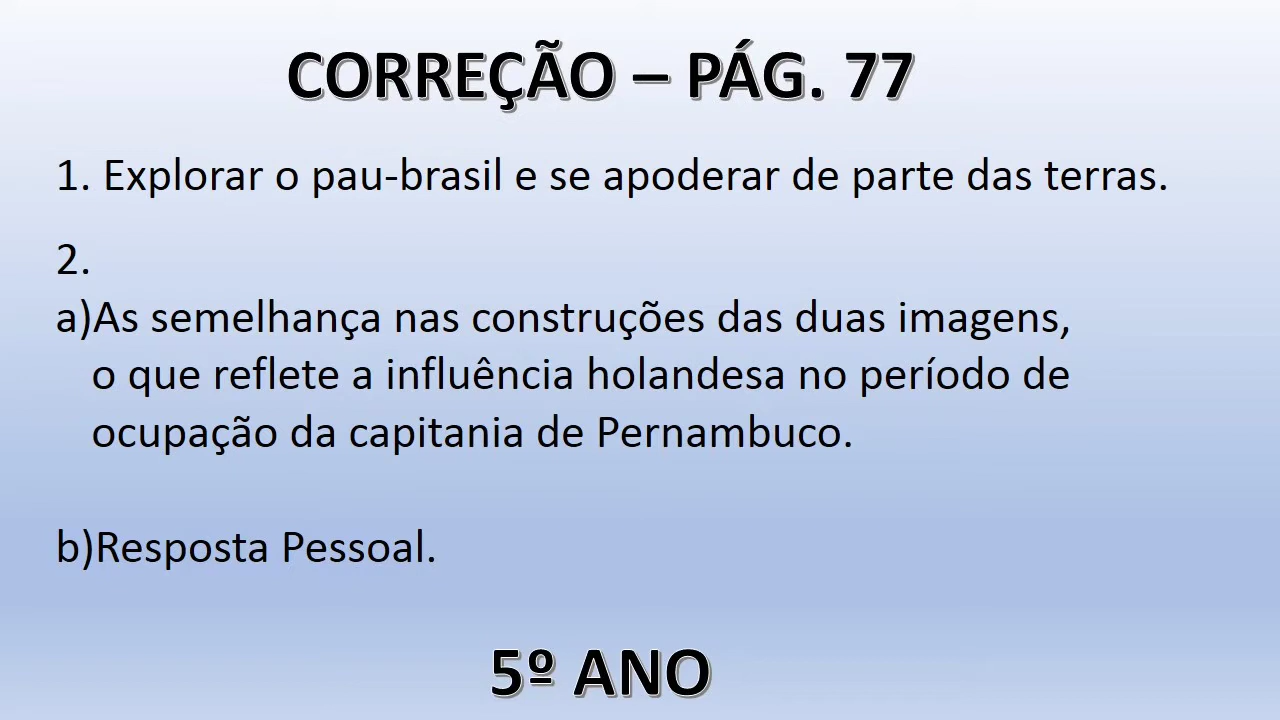 CORREÇÃO – PÁG. 77
1. Explorar o pau-brasil e se apoderar de parte das terras.
2.
a)As semelhança nas construções das duas imagens,
o que reflete a influência holandesa no período de
ocupação da capitania de Pernambuco.
b)Resposta Pessoal.
5º ANO